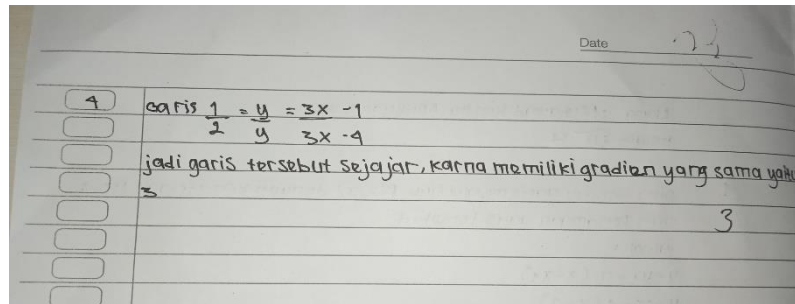 Date
4 Garis 1/2 = y/y = 3x/3x -1/-4
jadi garis tersebut sejajar, karna memiliki gradien yang sama yaitu
3
3